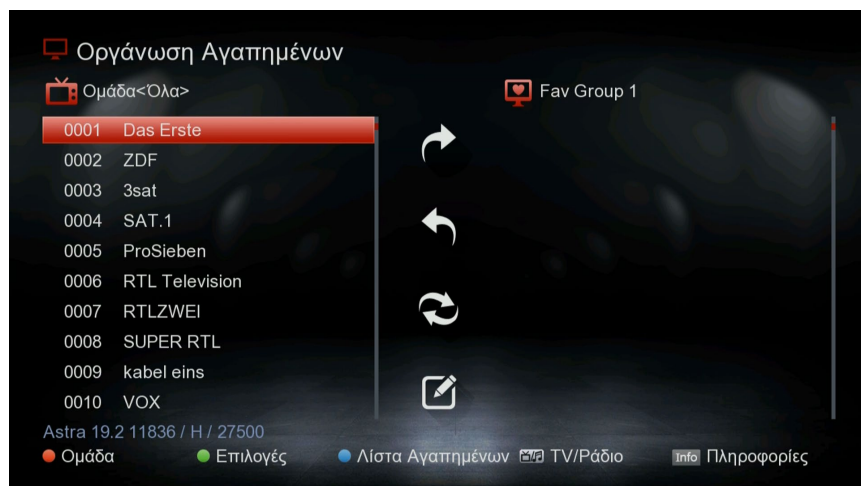 Οργάνωση Αγαπημένων
Ομάδα<Όλα>
Fav Group 1
0001 Das Erste
0002 ZDF
0003 3sat
0004 SAT.1
0005 ProSieben
0006 RTL Television
0007 RTLZWEI
0008 SUPER RTL
0009 kabel eins
0010 VOX
Astra 19.2 11836 / H / 27500
Ομάδα Επιλογές Λίστα Αγαπημένων TV/Ράδιο Info Πληροφορίες